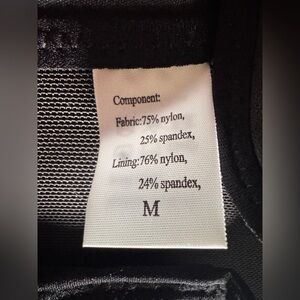 Component:
Fabric:75% nylon,
25% spandex,
Lining:76% nylon,
24% spandex,
M